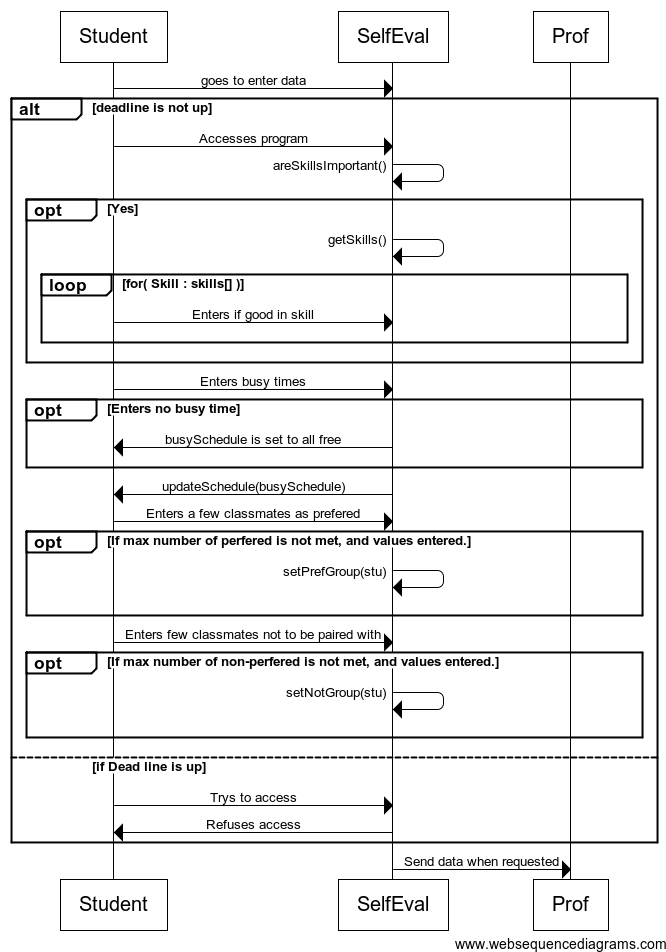 Student SelfEval Prof
goes to enter data
alt [deadline is not up]
Accesses program
areSkillsImportant()
opt [Yes]
getSkills()
loop [for( Skill : skills[] )]
Enters if good in skill
Enters busy times
opt [Enters no busy time]
busySchedule is set to all free
updateSchedule(busySchedule)
Enters a few classmates as prefered
opt [If max number of perfered is not met, and values entered.]
setPrefGroup(stu)
Enters few classmates not to be paired with
opt [If max number of non-perfered is not met, and values entered.]
setNotGroup(stu)
[If Dead line is up]
Trys to access
Refuses access
Send data when requested
Student SelfEval Prof
www.websequencediagrams.com